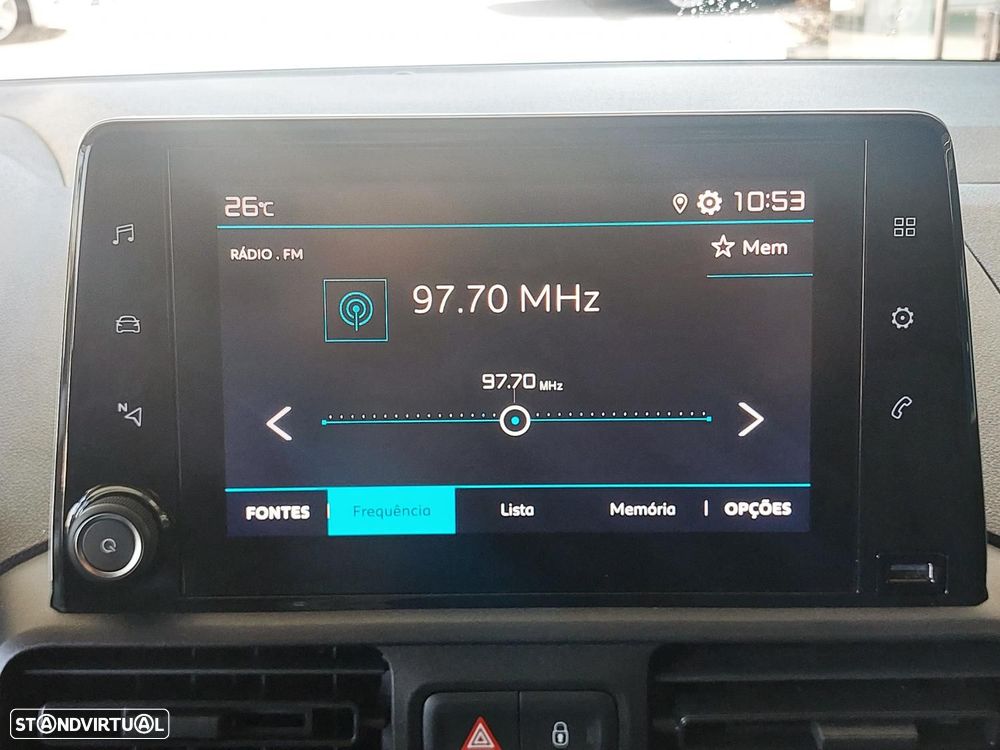 26°C
10:53
RÁDIO . FM
Mem
97.70 MHz
97.70 MHz
N
FONTES Frequência Lista Memória OPÇÕES
STANDVIRTUAL